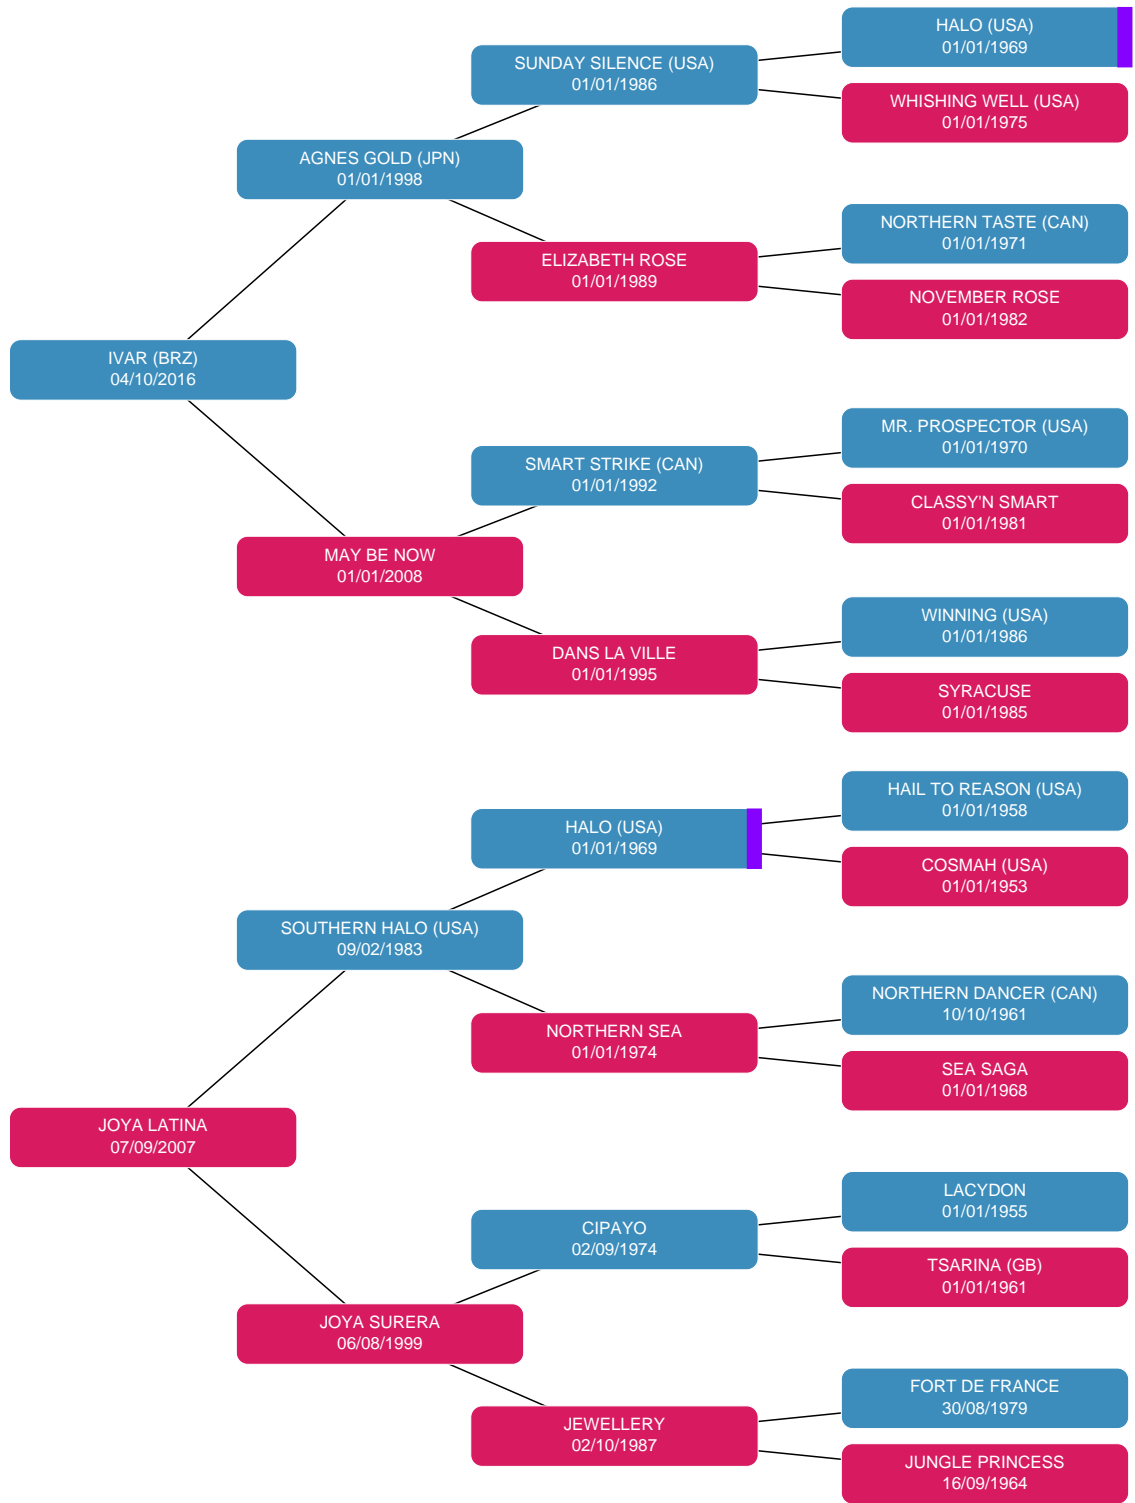 HALO (USA)
01/01/1969
SUNDAY SILENCE (USA)
01/01/1986
WHISHING WELL (USA)
01/01/1975
AGNES GOLD (JPN)
01/01/1998
NORTHERN TASTE (CAN)
01/01/1971
ELIZABETH ROSE
01/01/1989
NOVEMBER ROSE
01/01/1982
IVAR (BRZ)
04/10/2016
MR. PROSPECTOR (USA)
01/01/1970
SMART STRIKE (CAN)
01/01/1992
CLASSY'N SMART
01/01/1981
MAY BE NOW
01/01/2008
WINNING (USA)
01/01/1986
DANS LA VILLE
01/01/1995
SYRACUSE
01/01/1985
HAIL TO REASON (USA)
01/01/1958
HALO (USA)
01/01/1969
COSMAH (USA)
01/01/1953
SOUTHERN HALO (USA)
09/02/1983
NORTHERN DANCER (CAN)
10/10/1961
NORTHERN SEA
01/01/1974
SEA SAGA
01/01/1968
JOYA LATINA
07/09/2007
LACYDON
01/01/1955
CIPAYO
02/09/1974
TSARINA (GB)
01/01/1961
JOYA SURERA
06/08/1999
FORT DE FRANCE
30/08/1979
JEWELLERY
02/10/1987
JUNGLE PRINCESS
16/09/1964